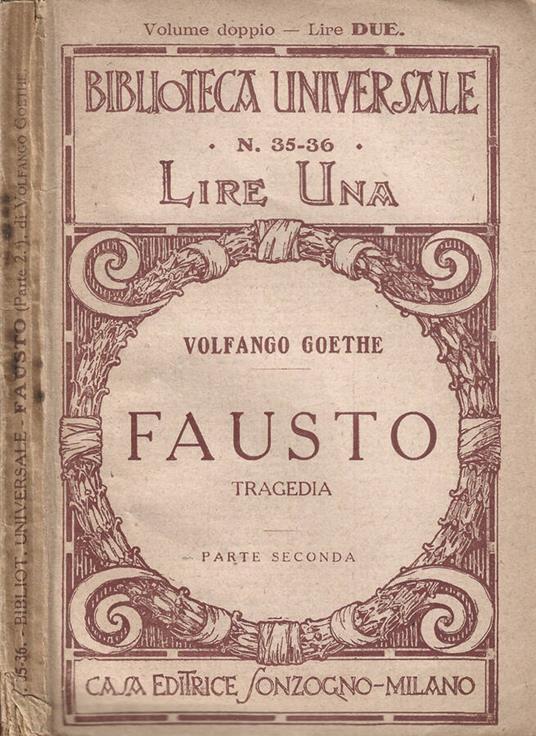 Volume doppio — Lire DUE.
BIBLIOTECA UNIVERSALE
· N. 35-36 ·
LIRE UNA
VOLFANGO GOETHE
FAUSTO
TRAGEDIA
PARTE SECONDA
CASA EDITRICE SONZOGNO-MILANO
35-36. - BIBLIOT. UNIVERSALE - FAUSTO (Parte 2.ª), di VOLFANGO GOETHE